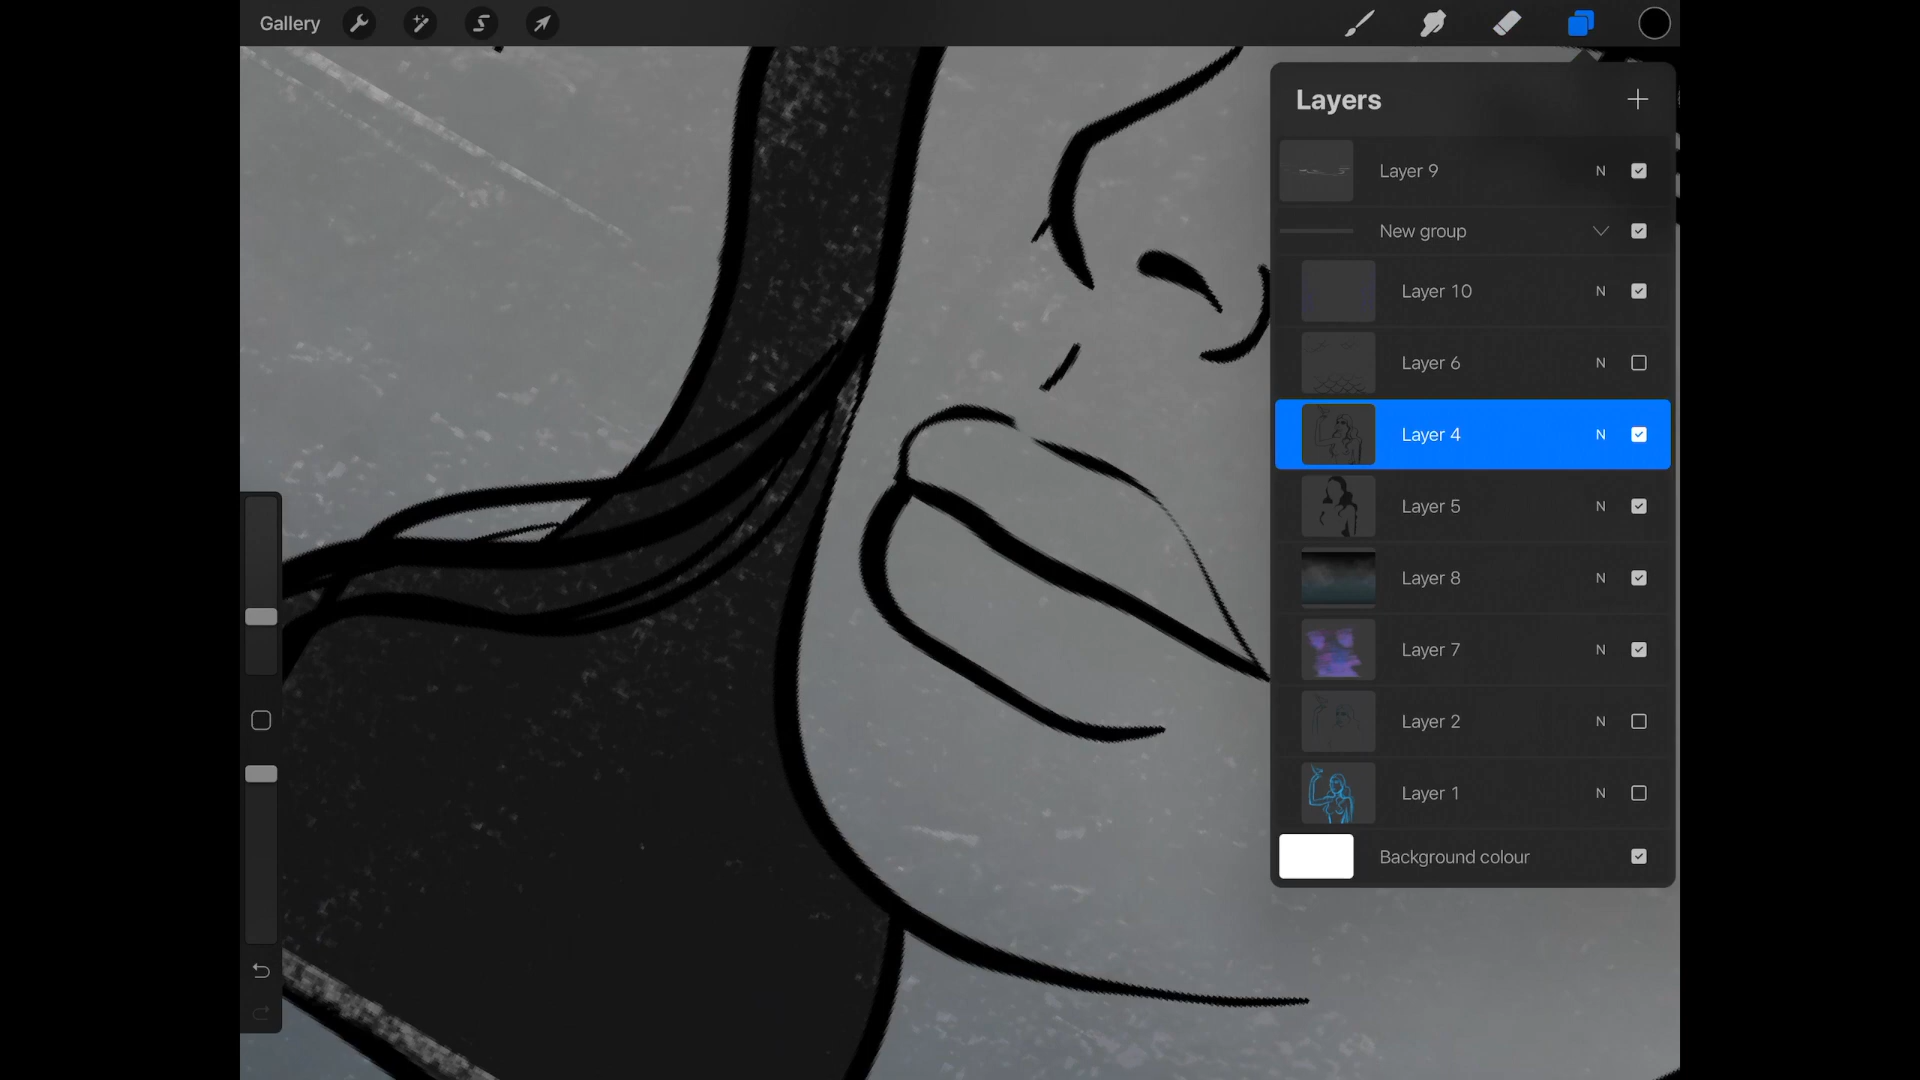 Gallery
Layers
Layer 9 N
New group
Layer 10 N
Layer 6 N
Layer 4 N
Layer 5 N
Layer 8 N
Layer 7 N
Layer 2 N
Layer 1 N
Background colour